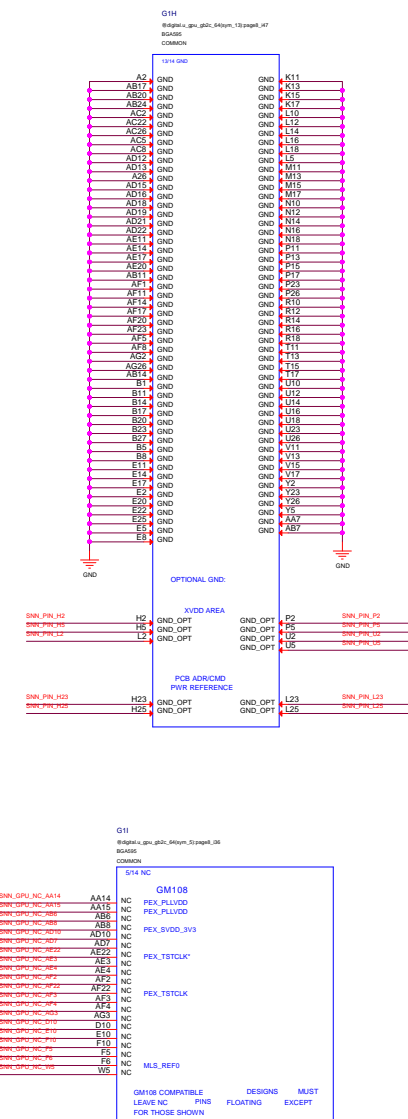 G1H
BGA595
COMMON
13/14 GND
A2 GND GND K11
AB17 GND GND K13
AB20 GND GND K15
AB24 GND GND K17
AC2 GND GND L10
AC22 GND GND L12
AC26 GND GND L14
AC5 GND GND L16
AC8 GND GND L18
AD12 GND GND L5
AD13 GND GND M11
A26 GND GND M13
AD15 GND GND M15
AD16 GND GND M17
AD18 GND GND N10
AD19 GND GND N12
AD21 GND GND N14
AD22 GND GND N16
AE11 GND GND N18
AE14 GND GND P11
AE17 GND GND P13
AE20 GND GND P15
AB11 GND GND P17
AF1 GND GND P23
AF11 GND GND P26
AF14 GND GND R10
AF17 GND GND R12
AF20 GND GND R14
AF23 GND GND R16
AF5 GND GND R18
AF8 GND GND T11
AG2 GND GND T13
AG26 GND GND T15
AB14 GND GND T17
B1 GND GND U10
B11 GND GND U12
B14 GND GND U14
B17 GND GND U16
B20 GND GND U18
B23 GND GND U23
B27 GND GND U26
B5 GND GND V11
B8 GND GND V13
E11 GND GND V15
E14 GND GND V17
E17 GND GND Y2
E2 GND GND Y23
E20 GND GND Y26
E22 GND GND Y5
E25 GND GND AA7
E5 GND GND AB7
E8 GND
GND GND
OPTIONAL GND:
XVDD AREA
SNN_PIN_H2 H2 GND_OPT GND_OPT P2 SNN_PIN_P2
SNN_PIN_H5 H5 GND_OPT GND_OPT P5 SNN_PIN_P5
SNN_PIN_L2 L2 GND_OPT GND_OPT U2 SNN_PIN_U2
GND_OPT U5 SNN_PIN_U5
PCB ADR/CMD
PWR REFERENCE
SNN_PIN_H23 H23 GND_OPT GND_OPT L23 SNN_PIN_L23
SNN_PIN_H25 H25 GND_OPT GND_OPT L25 SNN_PIN_L25
G1I
BGA595
COMMON
5/14 NC
GM108
SNN_GPU_NC_AA14 AA14 NC PEX_PLLVDD
SNN_GPU_NC_AA15 AA15 NC PEX_PLLVDD
SNN_GPU_NC_AB6 AB6 NC
SNN_GPU_NC_AB8 AB8 NC PEX_SVDD_3V3
SNN_GPU_NC_AD10 AD10 NC
SNN_GPU_NC_AD7 AD7 NC
SNN_GPU_NC_AE22 AE22 NC PEX_TSTCLK*
SNN_GPU_NC_AE3 AE3 NC
SNN_GPU_NC_AE4 AE4 NC
SNN_GPU_NC_AF2 AF2 NC
SNN_GPU_NC_AF22 AF22 NC PEX_TSTCLK
SNN_GPU_NC_AF3 AF3 NC
SNN_GPU_NC_AF4 AF4 NC
SNN_GPU_NC_AG3 AG3 NC
SNN_GPU_NC_D10 D10 NC
SNN_GPU_NC_E10 E10 NC
SNN_GPU_NC_F10 F10 NC
SNN_GPU_NC_F5 F5 NC
SNN_GPU_NC_F6 F6 NC MLS_REF0
SNN_GPU_NC_W5 W5 NC
GM108 COMPATIBLE DESIGNS MUST
LEAVE NC PINS FLOATING EXCEPT
FOR THOSE SHOWN